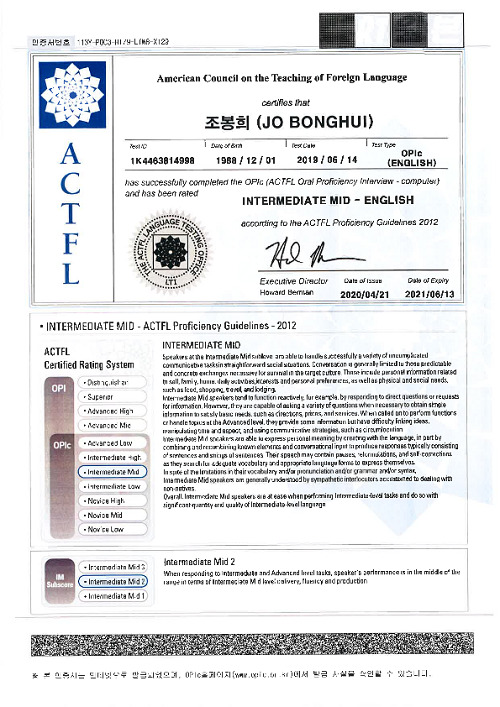 인증서번호
American Council on the Teaching of Foreign Language
certifies that
조봉희 (JO BONGHUI)
Test ID Date of Birth Test Date Test Type
1K4463814998 1988 / 12 / 01 2019 / 06 / 14 OPIc (ENGLISH)
has successfully completed the OPIc (ACTFL Oral Proficiency Interview - computer)
and has been rated
INTERMEDIATE MID - ENGLISH
according to the ACTFL Proficiency Guidelines 2012
ACTFL
THE ACTFL LANGUAGE TESTING OFFICE
LTI
Executive Director Date of Issue Date of Expiry
Howard Berman 2020/04/21 2021/06/13
• INTERMEDIATE MID - ACTFL Proficiency Guidelines - 2012
ACTFL
Certified Rating System
OPI
• Distinguished
• Superior
• Advanced High
• Advanced Mid
OPIc
• Advanced Low
• Intermediate High
• Intermediate Mid
• Intermediate Low
• Novice High
• Novice Mid
• Novice Low
INTERMEDIATE MID
Speakers at the Intermediate Mid sublevel are able to handle successfully a variety of uncomplicated
communicative tasks in straightforward social situations. Conversation is generally limited to those predictable
and concrete exchanges necessary for survival in the target culture. These include personal information related
to self, family, home, daily activities, interests and personal preferences, as well as physical and social needs,
such as food, shopping, travel, and lodging.
Intermediate Mid speakers tend to function reactively, for example, by responding to direct questions or requests
for information. However, they are capable of asking a variety of questions when necessary to obtain simple
information to satisfy basic needs, such as directions, prices, and services. When called on to perform functions
or handle topics at the Advanced level, they provide some information but have difficulty linking ideas,
manipulating time and aspect, and using communicative strategies, such as circumlocution.
Intermediate Mid speakers are able to express personal meaning by creating with the language, in part by
combining and recombining known elements and conversational input to produce responses typically consisting
of sentences and strings of sentences. Their speech may contain pauses, reformulations, and self-corrections
as they search for adequate vocabulary and appropriate language forms to express themselves.
In spite of the limitations in their vocabulary and/or pronunciation and/or grammar and/or syntax,
Intermediate Mid speakers are generally understood by sympathetic interlocutors accustomed to dealing with
non-natives.
Overall, Intermediate Mid speakers are at ease when performing Intermediate-level tasks and do so with
significant quantity and quality of Intermediate-level language
IM
Subscore
• Intermediate Mid 3
• Intermediate Mid 2
• Intermediate Mid 1
Intermediate Mid 2
When responding to Intermediate and Advanced level tasks, speaker's performance is in the middle of the
range in terms of Intermediate Mid level delivery, fluency and production
※ 본 인증서는 인터넷으로 발급되었으며, OPIc홈페이지(www.opic.or.kr)에서 발급 사실을 확인할 수 있습니다.